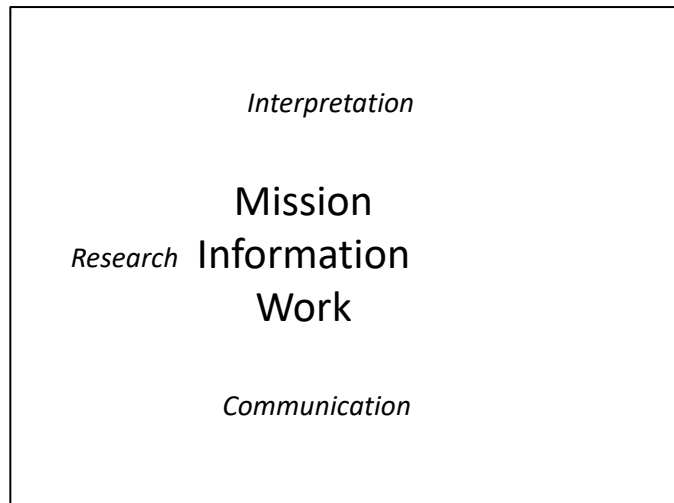 Interpretation
Mission
Research Information
Work
Communication